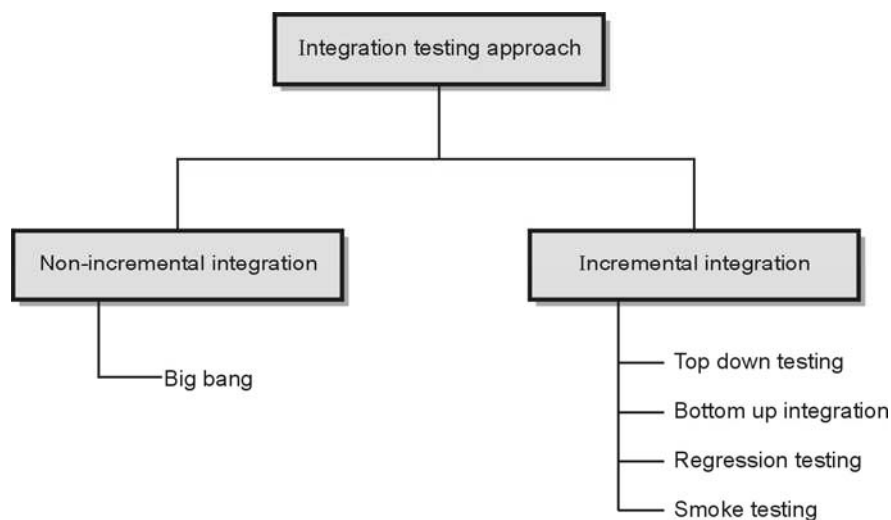 Integration testing approach
Non-incremental integration
Incremental integration
Big bang
Top down testing
Bottom up integration
Regression testing
Smoke testing